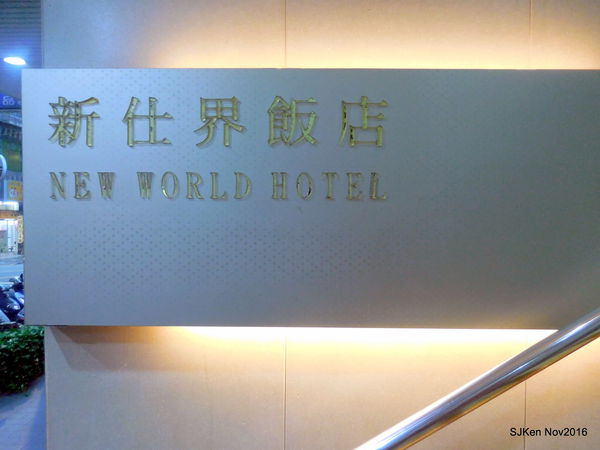 新仕界飯店
NEW WORLD HOTEL
SJKen Nov2016